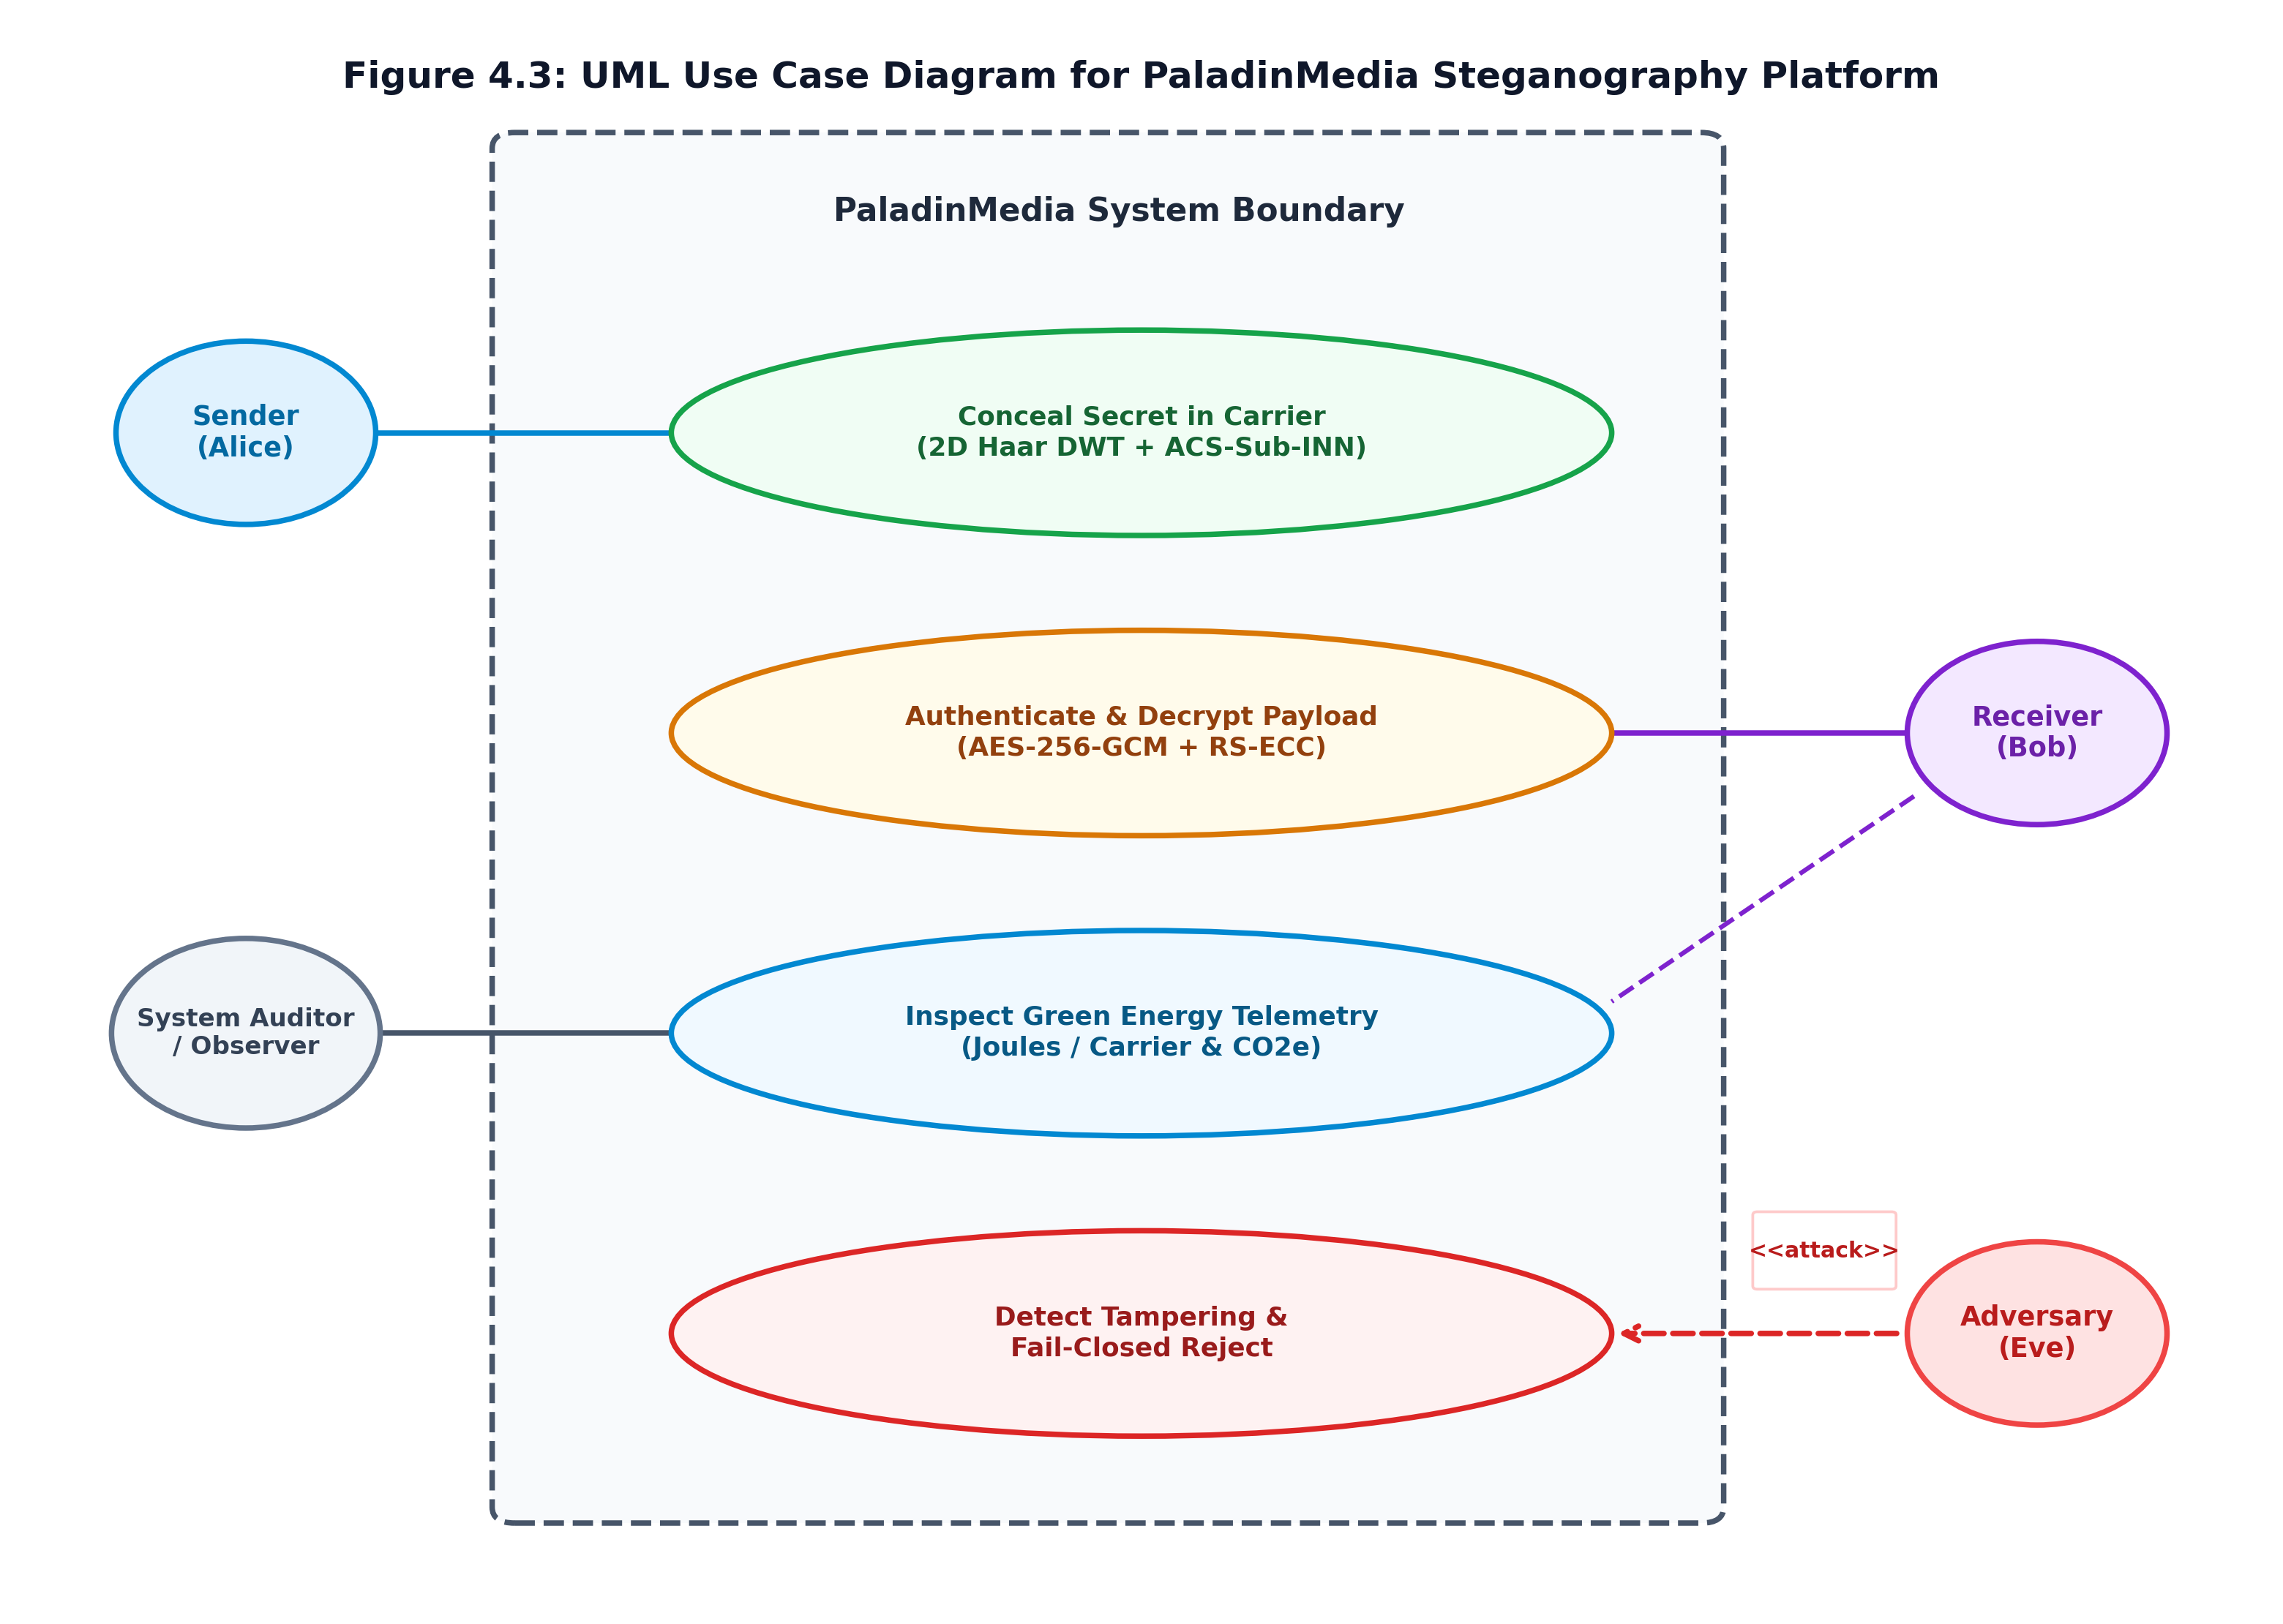 Figure 4.3: UML Use Case Diagram for PaladinMedia Steganography Platform
PaladinMedia System Boundary
Sender
(Alice)
Conceal Secret in Carrier
(2D Haar DWT + ACS-Sub-INN)
Authenticate & Decrypt Payload
(AES-256-GCM + RS-ECC)
Receiver
(Bob)
System Auditor
/ Observer
Inspect Green Energy Telemetry
(Joules / Carrier & CO2e)
<<attack>>
Detect Tampering &
Fail-Closed Reject
Adversary
(Eve)